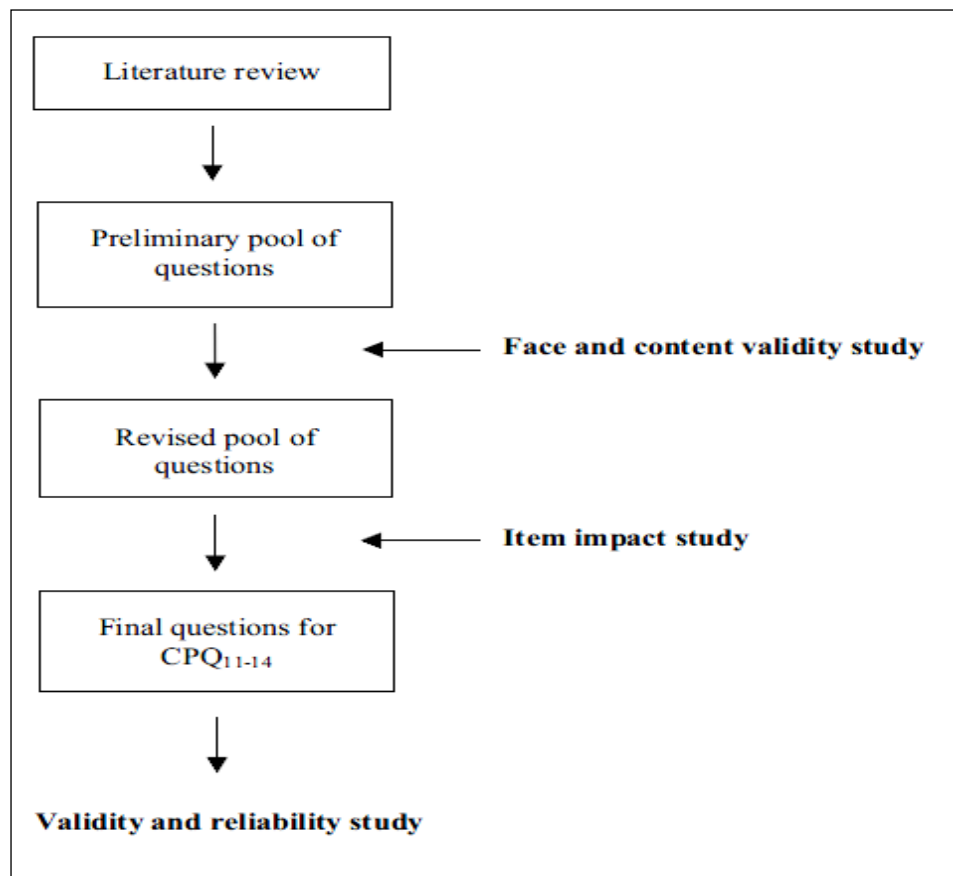 Literature review
Preliminary pool of
questions
Face and content validity study
Revised pool of
questions
Item impact study
Final questions for
CPQ₁₁₋₁₄
Validity and reliability study